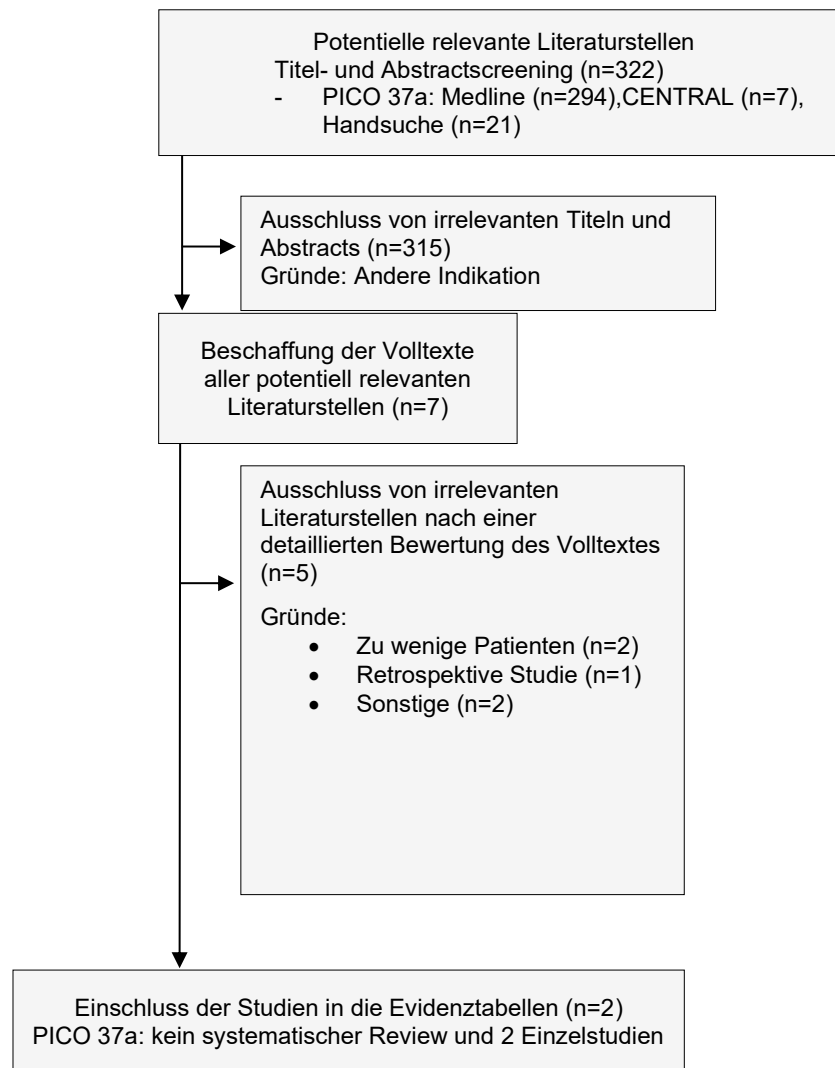 Potentielle relevante Literaturstellen
Titel- und Abstractscreening (n=322)
- PICO 37a: Medline (n=294),CENTRAL (n=7),
Handsuche (n=21)
Ausschluss von irrelevanten Titeln und
Abstracts (n=315)
Gründe: Andere Indikation
Beschaffung der Volltexte
aller potentiell relevanten
Literaturstellen (n=7)
Ausschluss von irrelevanten
Literaturstellen nach einer
detaillierten Bewertung des Volltextes
(n=5)
Gründe:
• Zu wenige Patienten (n=2)
• Retrospektive Studie (n=1)
• Sonstige (n=2)
Einschluss der Studien in die Evidenztabellen (n=2)
PICO 37a: kein systematischer Review und 2 Einzelstudien